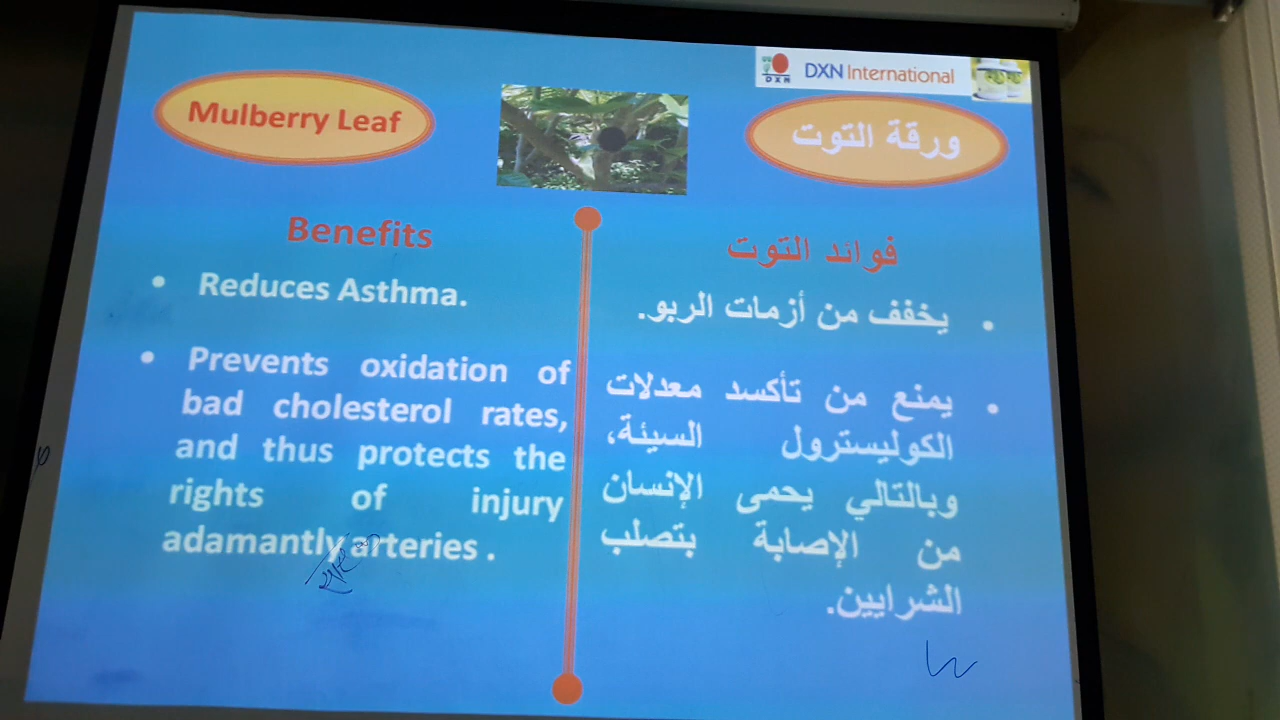 DXN International
DXN
Mulberry Leaf
ورقة التوت
Benefits
• Reduces Asthma.
• Prevents oxidation of
bad cholesterol rates,
and thus protects the
rights of injury
adamantly arteries .
فوائد التوت
• يخفف من أزمات الربو.
• يمنع من تأكسد معدلات
الكوليسترول السيئة،
وبالتالي يحمى الإنسان
من الإصابة بتصلب
الشرايين.